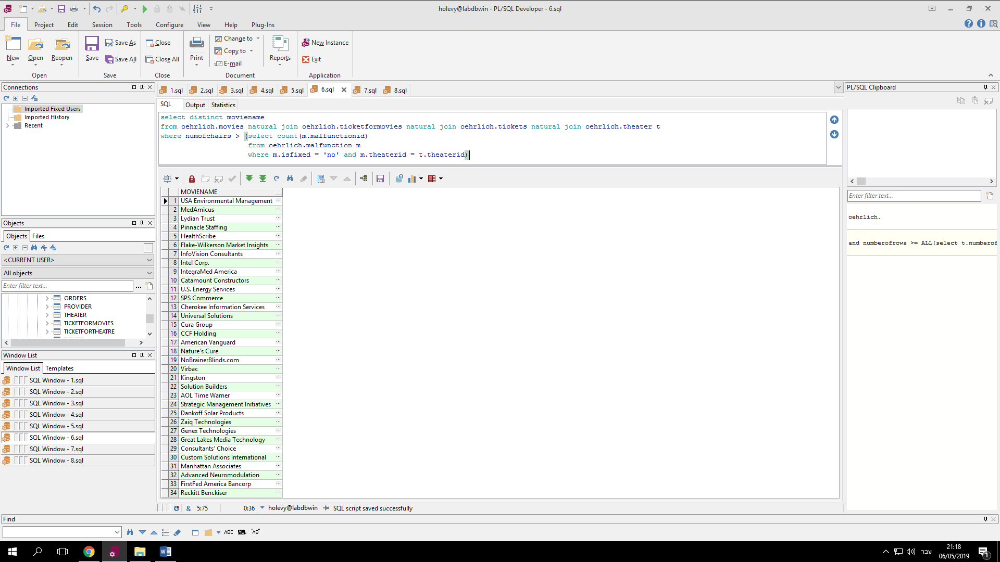 holevy@labdbwin - PL/SQL Developer - 6.sql
File Project Edit Session Tools Configure View Help Plug-Ins
New Open Reopen Save Save As Save All Close Close All Print Change to Copy to E-mail Reports New Instance Exit
Open Save Close Document Application
Connections
Imported Fixed Users
Imported History
Recent
Objects
Objects Files
<CURRENT USER>
All objects
Enter filter text...
ORDERS
PROVIDER
THEATER
TICKETFORMOVIES
TICKETFORTHEATRE
Window List
Window List Templates
SQL Window - 1.sql
SQL Window - 2.sql
SQL Window - 3.sql
SQL Window - 4.sql
SQL Window - 5.sql
SQL Window - 6.sql
SQL Window - 7.sql
SQL Window - 8.sql
1.sql 2.sql 3.sql 4.sql 5.sql 6.sql 7.sql 8.sql
SQL Output Statistics
select distinct moviename
from oehrlich.movies natural join oehrlich.ticketformovies natural join oehrlich.tickets natural join oehrlich.theater t
where numofchairs > (select count(m.malfunctionid)
from oehrlich.malfunction m
where m.isfixed = 'no' and m.theaterid = t.theaterid)
MOVIENAME
1 USA Environmental Management
2 MedAmicus
3 Lydian Trust
4 Pinnacle Staffing
5 HealthScribe
6 Flake-Wilkerson Market Insights
7 InfoVision Consultants
8 Intel Corp.
9 IntegraMed America
10 Catamount Constructors
11 U.S. Energy Services
12 SPS Commerce
13 Cherokee Information Services
14 Universal Solutions
15 Cura Group
16 CCF Holding
17 American Vanguard
18 Nature's Cure
19 NoBrainerBlinds.com
20 Virbac
21 Kingston
22 Solution Builders
23 AOL Time Warner
24 Strategic Management Initiatives
25 Dankoff Solar Products
26 Zaiq Technologies
27 Genex Technologies
28 Great Lakes Media Technology
29 Consultants' Choice
30 Custom Solutions International
31 Manhattan Associates
32 Advanced Neuromodulation
33 FirstFed America Bancorp
34 Reckitt Benckiser
& 5:75 0:36 holevy@labdbwin SQL script saved successfully
PL/SQL Clipboard
Enter filter text...
oehrlich.
and numberofrows >= ALL(select t.numberof
Find
ABC AB "AB"
עבר
21:18
06/05/2019
1